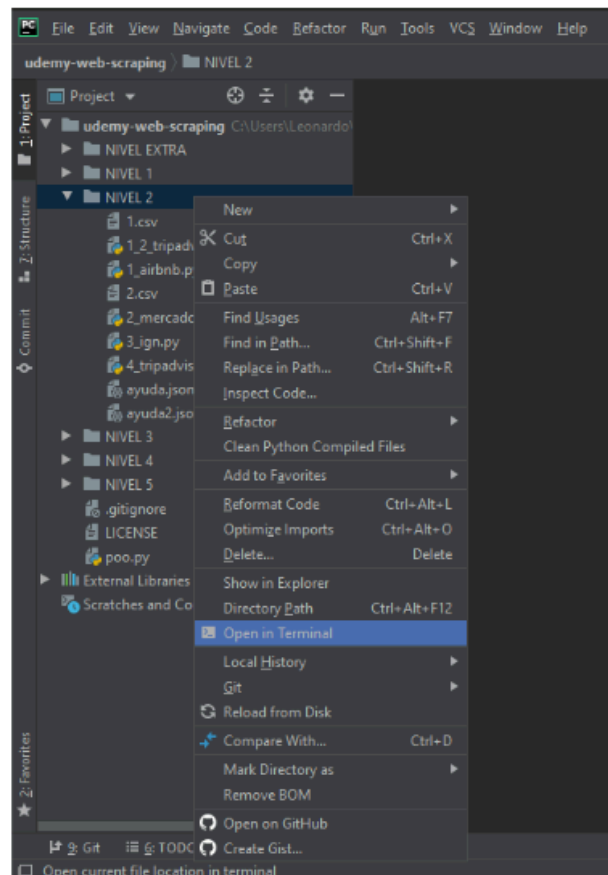 PC File Edit View Navigate Code Refactor Run Tools VCS Window Help
udemy-web-scraping NIVEL 2
1: Project
Project
udemy-web-scraping C:\Users\Leonardo\
NIVEL EXTRA
NIVEL 1
NIVEL 2
1.csv
1_2_tripadv
1_airbnb.p
2.csv
2_mercado
3_ign.py
4_tripadvis
ayuda.json
ayuda2.jso
NIVEL 3
NIVEL 4
NIVEL 5
.gitignore
LICENSE
poo.py
External Libraries
Scratches and Co
7: Structure
Commit
2: Favorites
New
Cut Ctrl+X
Copy
Paste Ctrl+V
Find Usages Alt+F7
Find in Path... Ctrl+Shift+F
Replace in Path... Ctrl+Shift+R
Inspect Code...
Refactor
Clean Python Compiled Files
Add to Favorites
Reformat Code Ctrl+Alt+L
Optimize Imports Ctrl+Alt+O
Delete... Delete
Show in Explorer
Directory Path Ctrl+Alt+F12
Open in Terminal
Local History
Git
Reload from Disk
Compare With... Ctrl+D
Mark Directory as
Remove BOM
Open on GitHub
Create Gist...
9: Git 6: TODO
Open current file location in terminal